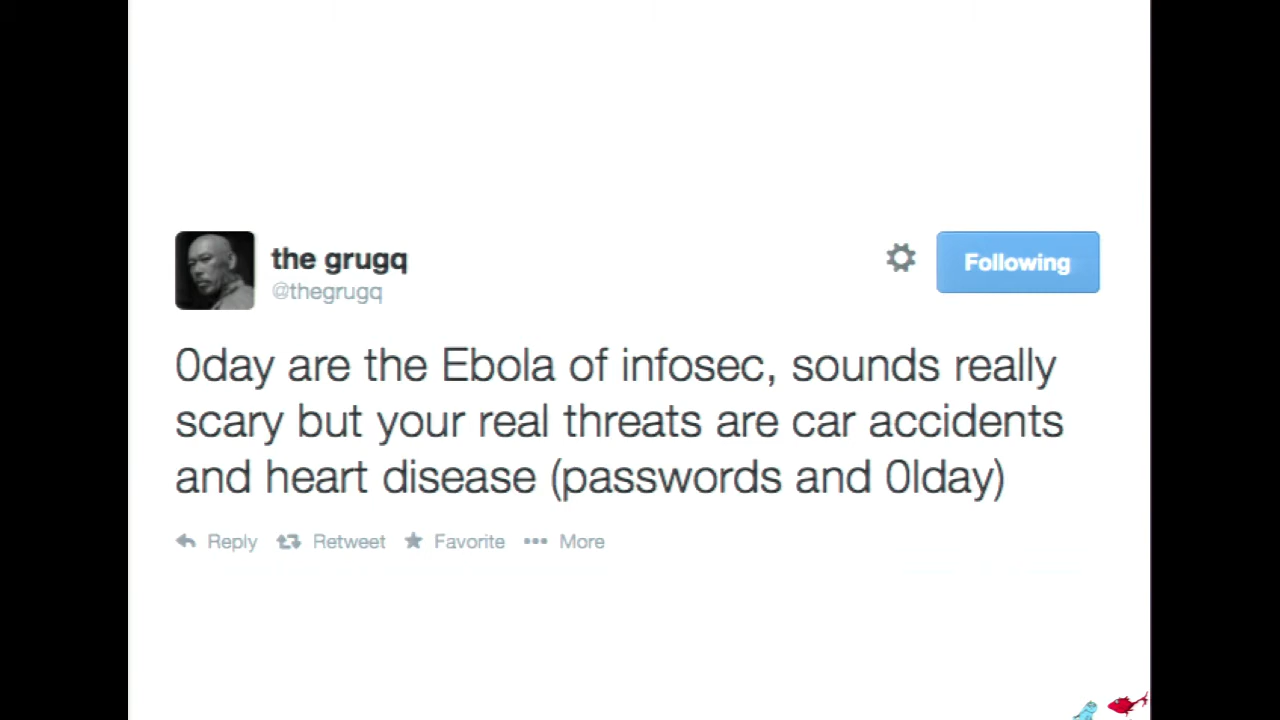 the grugq
@thegrugq
Following
0day are the Ebola of infosec, sounds really
scary but your real threats are car accidents
and heart disease (passwords and 0lday)
Reply Retweet Favorite More